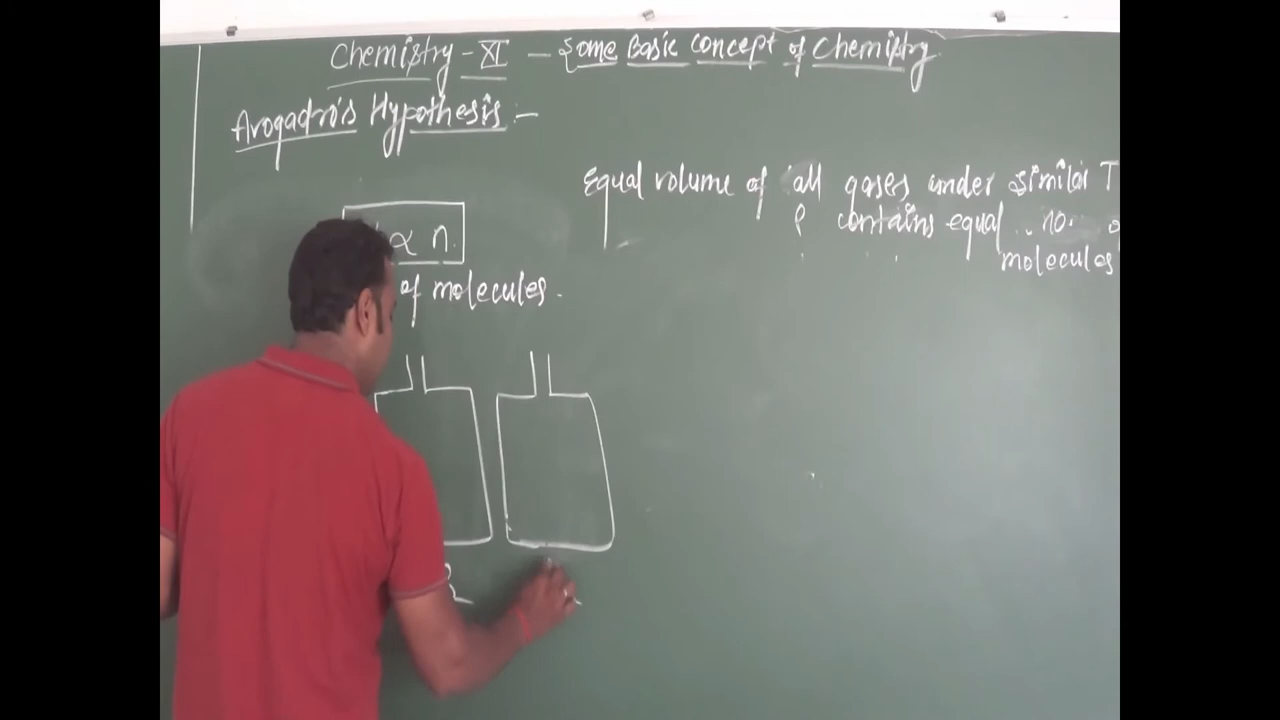 Chemistry - XI - {Some Basic Concept of Chemistry
Avogadro's Hypothesis :-
Equal volume of all gases under similar T
& contains equal no.
molecules
∝ n
of molecules.